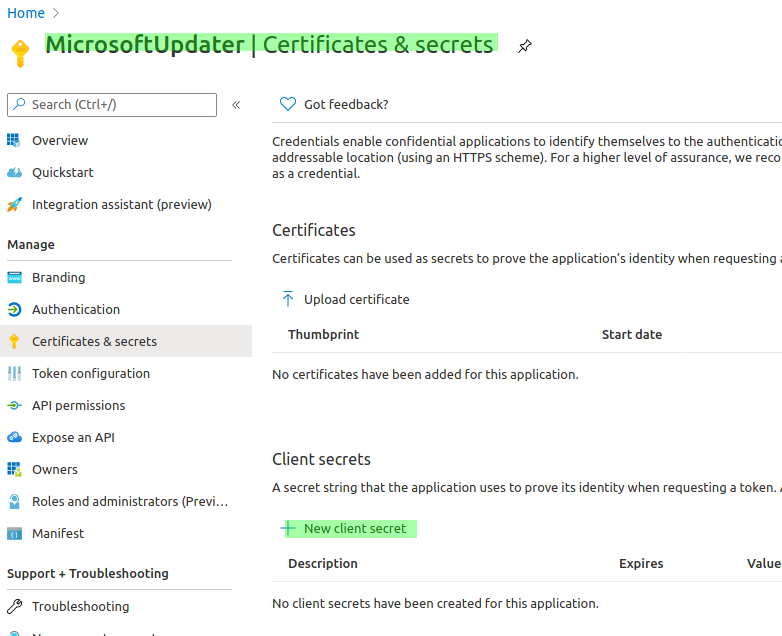 Home
MicrosoftUpdater | Certificates & secrets
Search (Ctrl+/)
«
Overview
Quickstart
Integration assistant (preview)
Manage
Branding
Authentication
Certificates & secrets
Token configuration
API permissions
Expose an API
Owners
Roles and administrators (Previ...
Manifest
Support + Troubleshooting
Troubleshooting
Got feedback?
Credentials enable confidential applications to identify themselves to the
addressable location (using an HTTPS scheme). For a higher level of assurance, we
as a credential.
Certificates
Certificates can be used as secrets to prove the application's identity when requesting
Upload certificate
Thumbprint Start date
No certificates have been added for this application.
Client secrets
A secret string that the application uses to prove its identity when requesting a token.
New client secret
Description Expires Value
No client secrets have been created for this application.